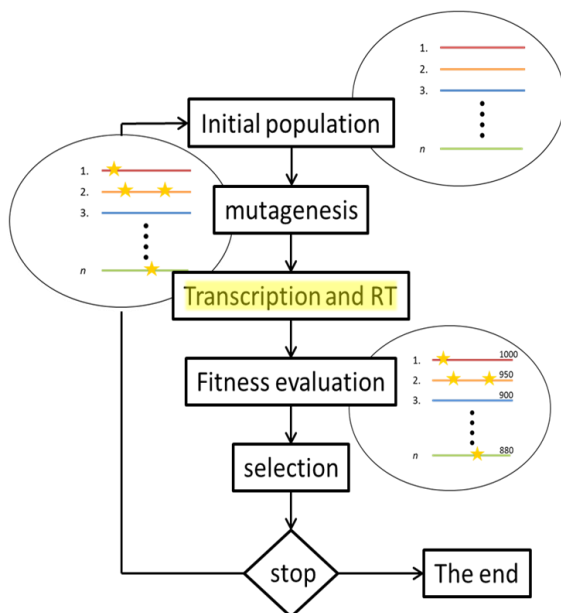 1.
2.
3.
n
Initial population
1.
2.
3.
n
mutagenesis
Transcription and RT
Fitness evaluation
1. 1000
2. 950
3. 900
n 880
selection
stop
The end